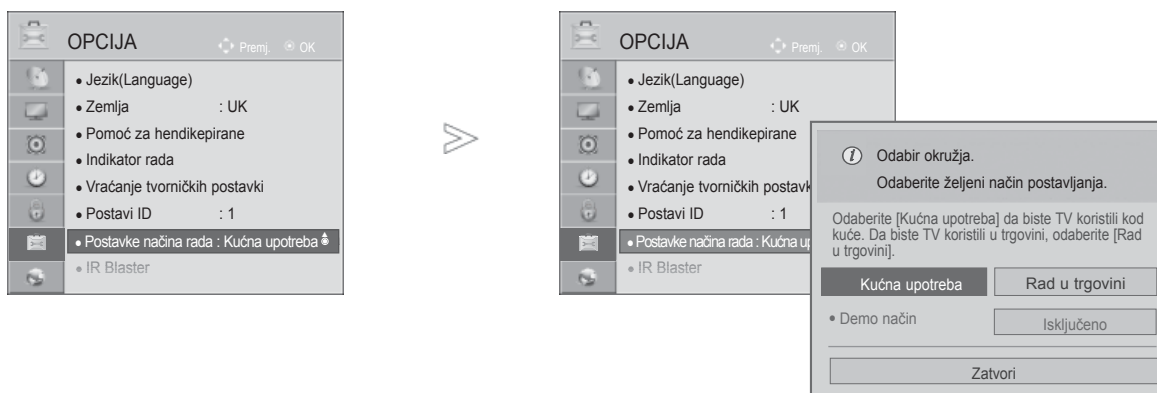 OPCIJA Premj. OK
• Jezik(Language)
• Zemlja : UK
• Pomoć za hendikepirane
• Indikator rada
• Vraćanje tvorničkih postavki
• Postavi ID : 1
• Postavke načina rada : Kućna upotreba
• IR Blaster
OPCIJA Premj. OK
• Jezik(Language)
• Zemlja : UK
• Pomoć za hendikepirane
• Indikator rada
• Vraćanje tvorničkih postavk
• Postavi ID : 1
• Postavke načina rada : Kućna up
• IR Blaster
Odabir okružja.
Odaberite željeni način postavljanja.
Odaberite [Kućna upotreba] da biste TV koristili kod
kuće. Da biste TV koristili u trgovini, odaberite [Rad
u trgovini].
Kućna upotreba Rad u trgovini
• Demo način Isključeno
Zatvori